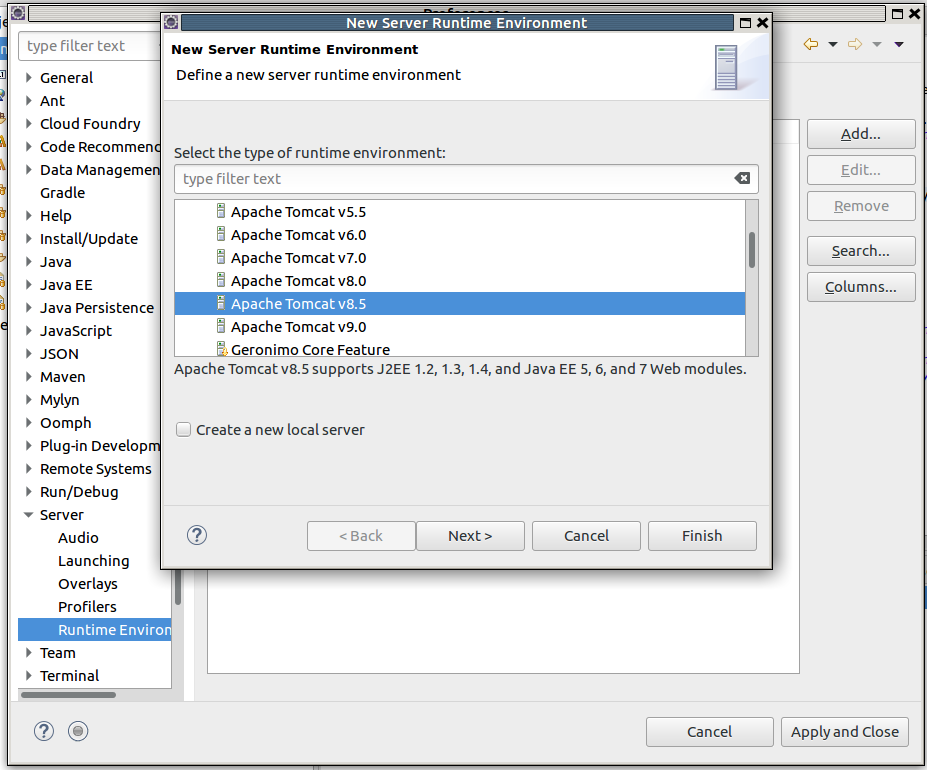 New Server Runtime Environment
New Server Runtime Environment
Define a new server runtime environment
Select the type of runtime environment:
type filter text
Apache Tomcat v5.5
Apache Tomcat v6.0
Apache Tomcat v7.0
Apache Tomcat v8.0
Apache Tomcat v8.5
Apache Tomcat v9.0
Geronimo Core Feature
Apache Tomcat v8.5 supports J2EE 1.2, 1.3, 1.4, and Java EE 5, 6, and 7 Web modules.
Create a new local server
< Back
Next >
Cancel
Finish
type filter text
General
Ant
Cloud Foundry
Code Recommenc
Data Managemen
Gradle
Help
Install/Update
Java
Java EE
Java Persistence
JavaScript
JSON
Maven
Mylyn
Oomph
Plug-in Developm
Remote Systems
Run/Debug
Server
Audio
Launching
Overlays
Profilers
Runtime Environ
Team
Terminal
Add...
Edit...
Remove
Search...
Columns...
Cancel
Apply and Close